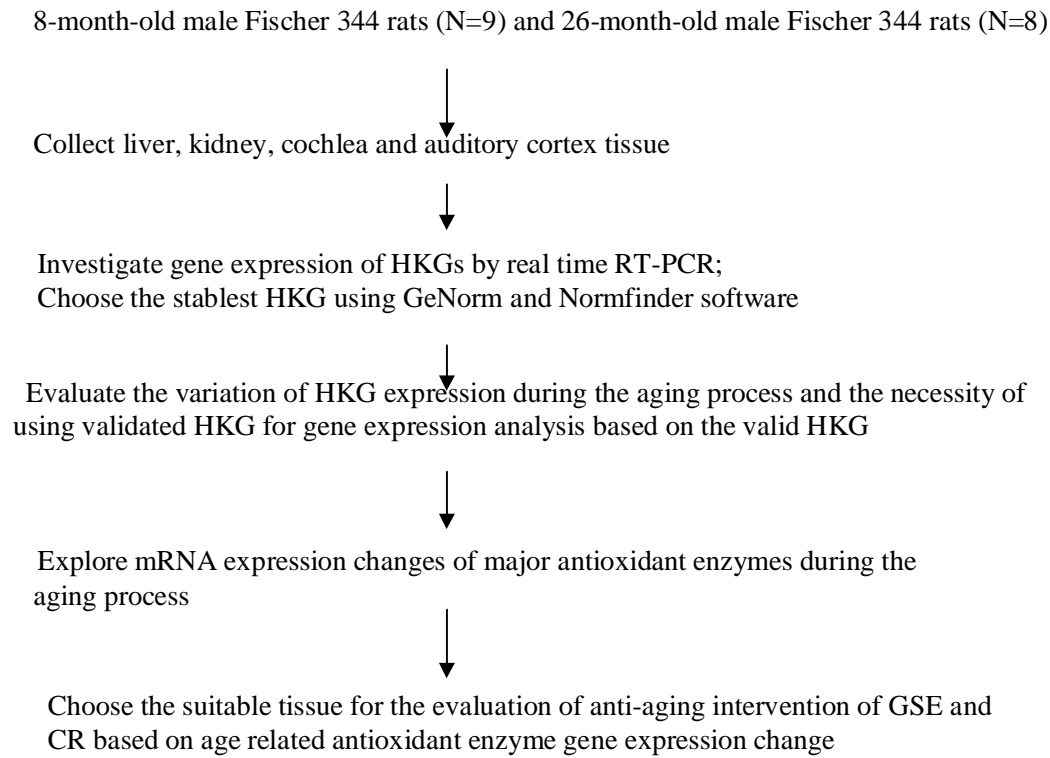 8-month-old male Fischer 344 rats (N=9) and 26-month-old male Fischer 344 rats (N=8)
Collect liver, kidney, cochlea and auditory cortex tissue
Investigate gene expression of HKGs by real time RT-PCR;
Choose the stablest HKG using GeNorm and Normfinder software
Evaluate the variation of HKG expression during the aging process and the necessity of
using validated HKG for gene expression analysis based on the valid HKG
Explore mRNA expression changes of major antioxidant enzymes during the
aging process
Choose the suitable tissue for the evaluation of anti-aging intervention of GSE and
CR based on age related antioxidant enzyme gene expression change